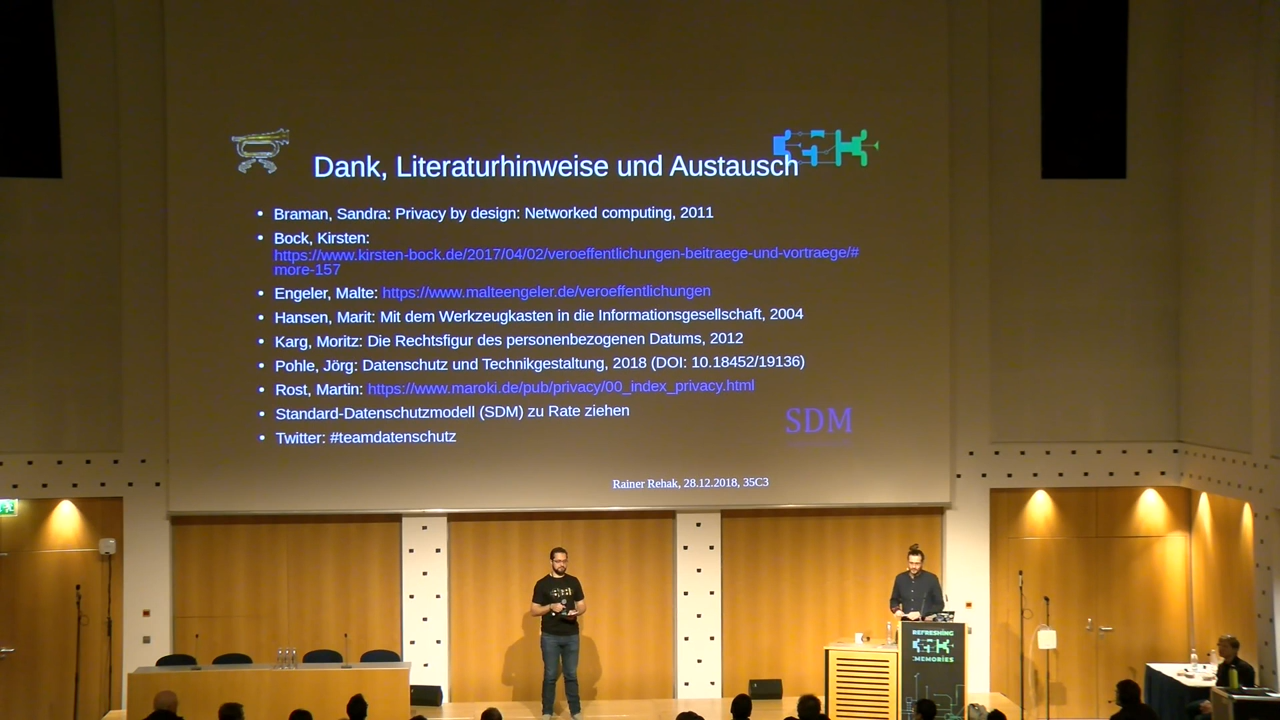 Dank, Literaturhinweise und Austausch
• Braman, Sandra: Privacy by design: Networked computing, 2011
• Bock, Kirsten:
https://www.kirsten-bock.de/2017/04/02/veroeffentlichungen-beitraege-und-vortraege/#
more-157
• Engeler, Malte: https://www.malteengeler.de/veroeffentlichungen
• Hansen, Marit: Mit dem Werkzeugkasten in die Informationsgesellschaft, 2004
• Karg, Moritz: Die Rechtsfigur des personenbezogenen Datums, 2012
• Pohle, Jörg: Datenschutz und Technikgestaltung, 2018 (DOI: 10.18452/19136)
• Rost, Martin: https://www.maroki.de/pub/privacy/00_index_privacy.html
• Standard-Datenschutzmodell (SDM) zu Rate ziehen
• Twitter: #teamdatenschutz
SDM
Rainer Rehak, 28.12.2018, 35C3
REFRESHING
MEMORIES